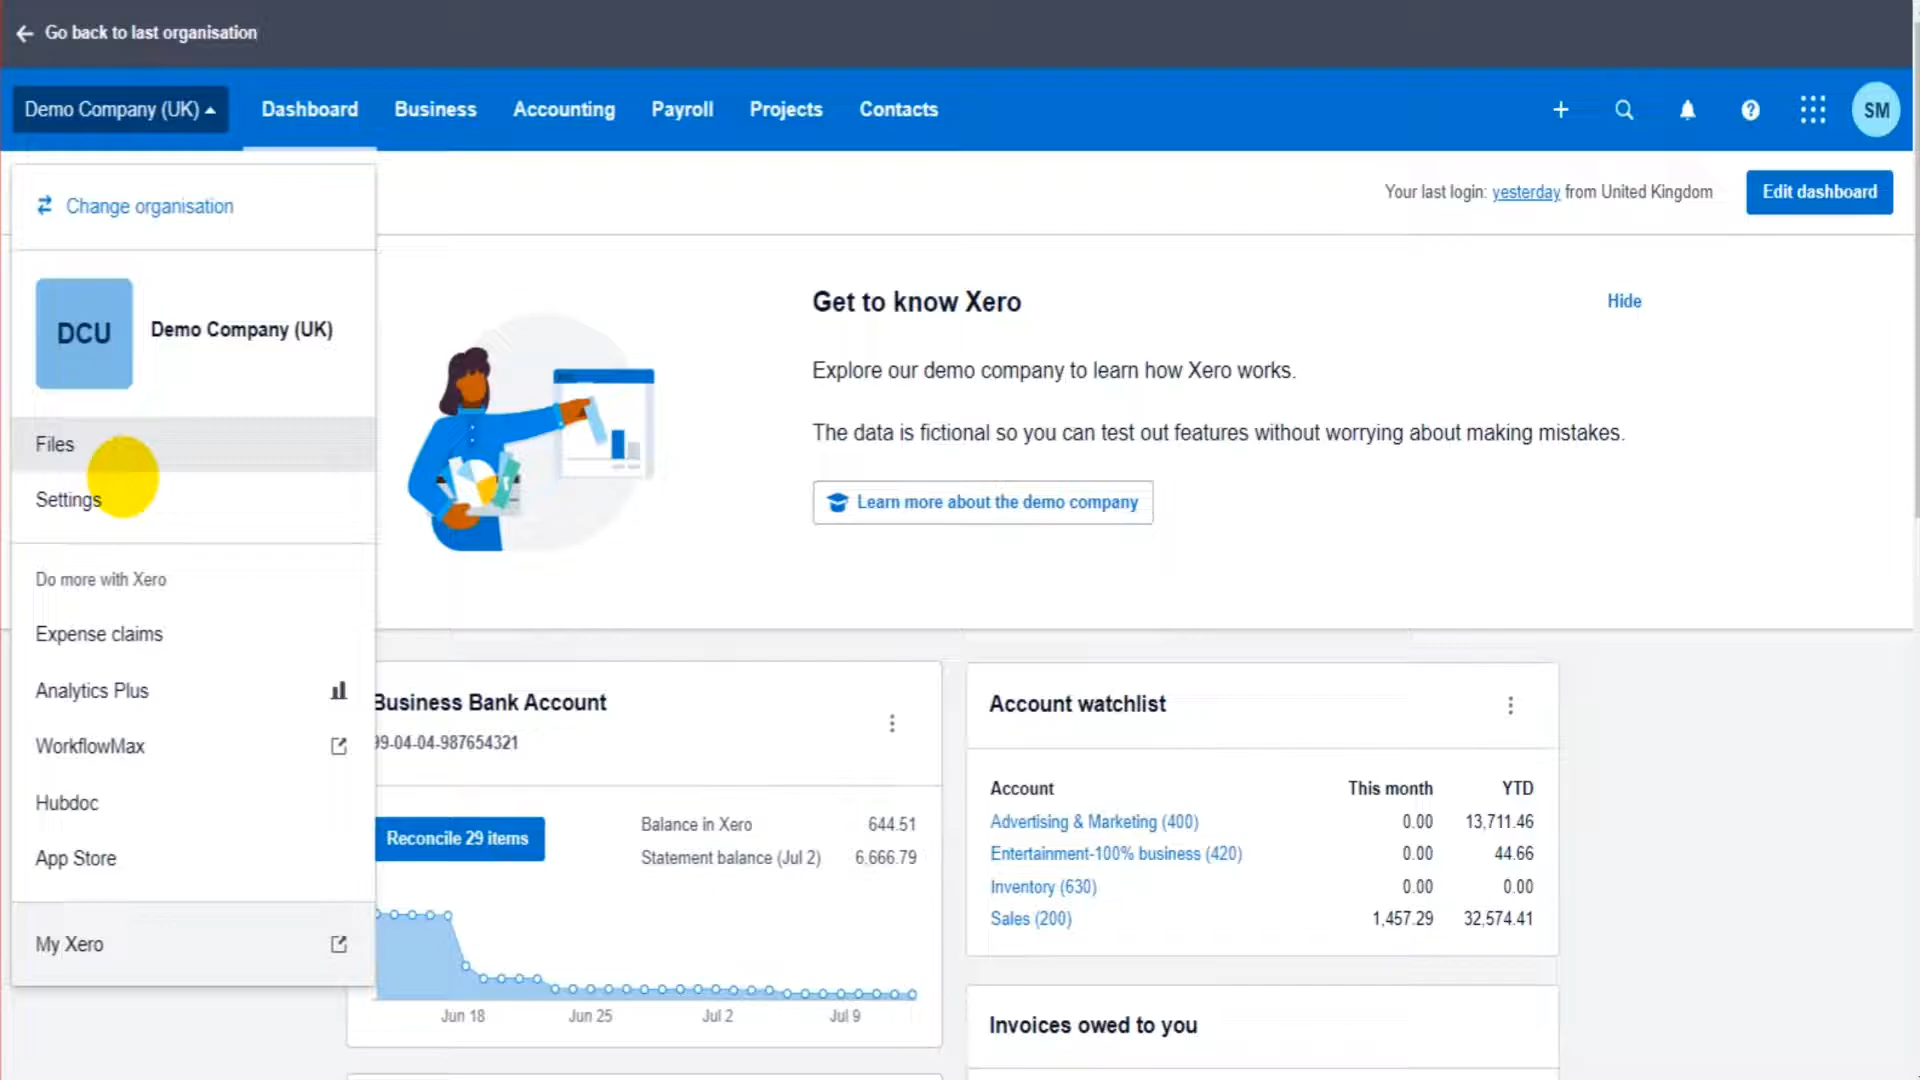 Go back to last organisation
Demo Company (UK)
Dashboard
Business
Accounting
Payroll
Projects
Contacts
SM
Change organisation
Your last login: yesterday from United Kingdom
Edit dashboard
DCU
Demo Company (UK)
Files
Settings
Do more with Xero
Expense claims
Analytics Plus
WorkflowMax
Hubdoc
App Store
My Xero
Get to know Xero
Hide
Explore our demo company to learn how Xero works.
The data is fictional so you can test out features without worrying about making mistakes.
Learn more about the demo company
Business Bank Account
99-04-04-987654321
Reconcile 29 items
Balance in Xero 644.51
Statement balance (Jul 2) 6,666.79
Jun 18 Jun 25 Jul 2 Jul 9
Account watchlist
Account This month YTD
Advertising & Marketing (400) 0.00 13,711.46
Entertainment-100% business (420) 0.00 44.66
Inventory (630) 0.00 0.00
Sales (200) 1,457.29 32,574.41
Invoices owed to you